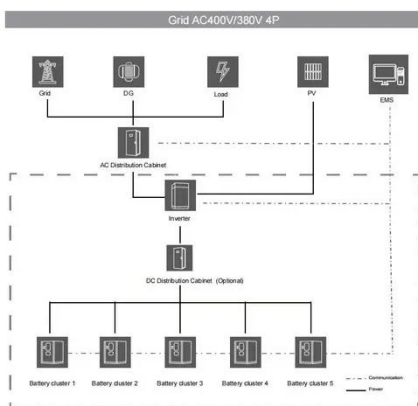 Grid AC400V/380V 4P
Grid
DG
Load
PV
EMS
AC Distribution Cabinet
Inverter
DC Distribution Cabinet (Optional)
Battery cluster 1
Battery cluster 2
Battery cluster 3
Battery cluster 4
Battery cluster 5
Communication
Power